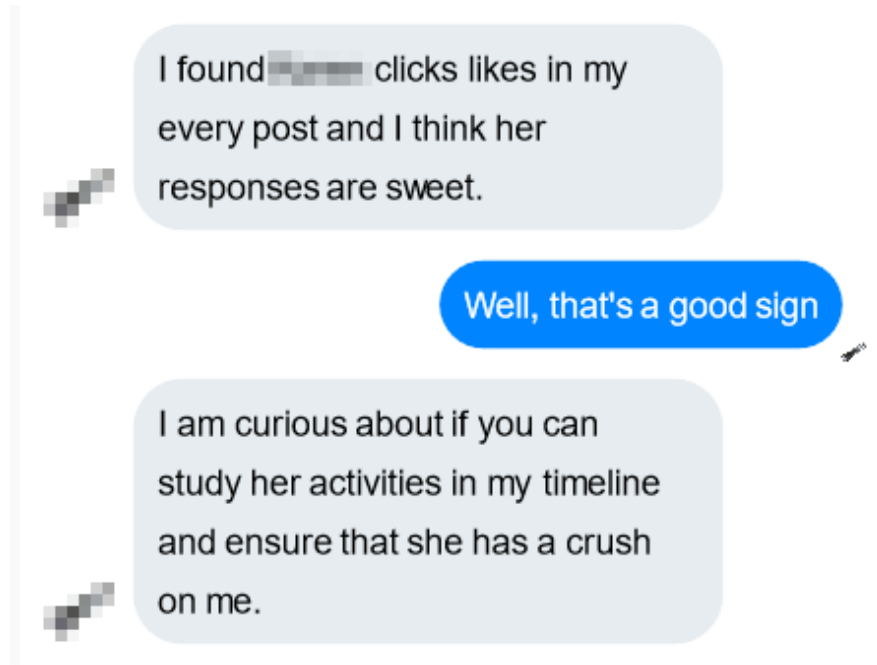 I found clicks likes in my
every post and I think her
responses are sweet.
Well, that's a good sign
I am curious about if you can
study her activities in my timeline
and ensure that she has a crush
on me.